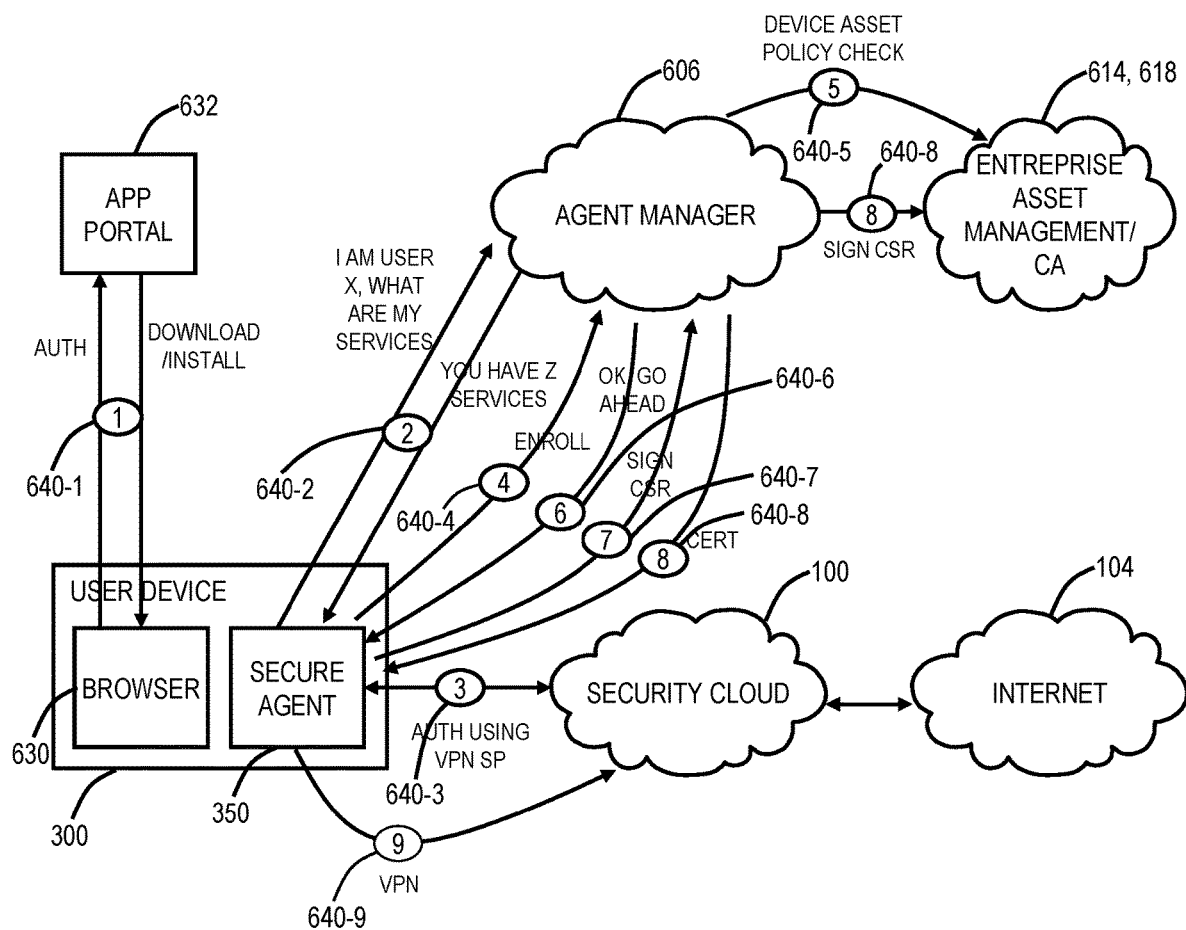 DEVICE ASSET
POLICY CHECK
606
5
614, 618
632
640-5
640-8
APP
PORTAL
AGENT MANAGER
8
SIGN CSR
ENTREPRISE
ASSET
MANAGEMENT/
CA
I AM USER
X, WHAT
ARE MY
SERVICES
AUTH
DOWNLOAD
/INSTALL
YOU HAVE Z
SERVICES
OK, GO
AHEAD
640-6
1
2
ENROLL
640-1
640-2
4
SIGN
CSR
640-7
640-4
6
7
640-8
8
CERT
USER DEVICE
100
104
BROWSER
SECURE
AGENT
3
SECURITY CLOUD
INTERNET
630
AUTH USING
VPN SP
640-3
300
350
9
VPN
640-9